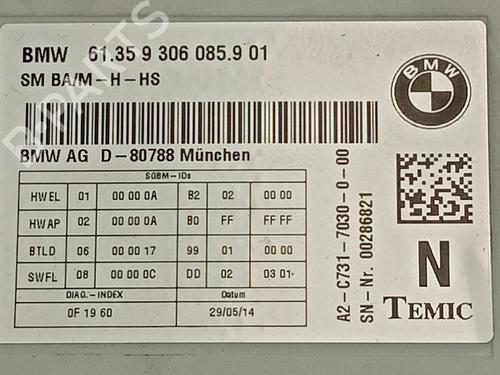 BMW 61.35 9 306 085.9 01
SM BA/M-H-HS
BMW
BMW AG D-80788 München
SGBM-IDs
HWEL 01 00 00 0A B2 02 00 00
HWAP 02 00 00 0A B0 FF FF FF
BTLD 06 00 00 17 99 01 00 00
SWFL 08 00 00 0C DD 02 03 01
DIAG.-INDEX Datum
0F 19 60 29/05/14
A2-C731-7030-0-00
SN-Nr. 00286821
N
TEMIC